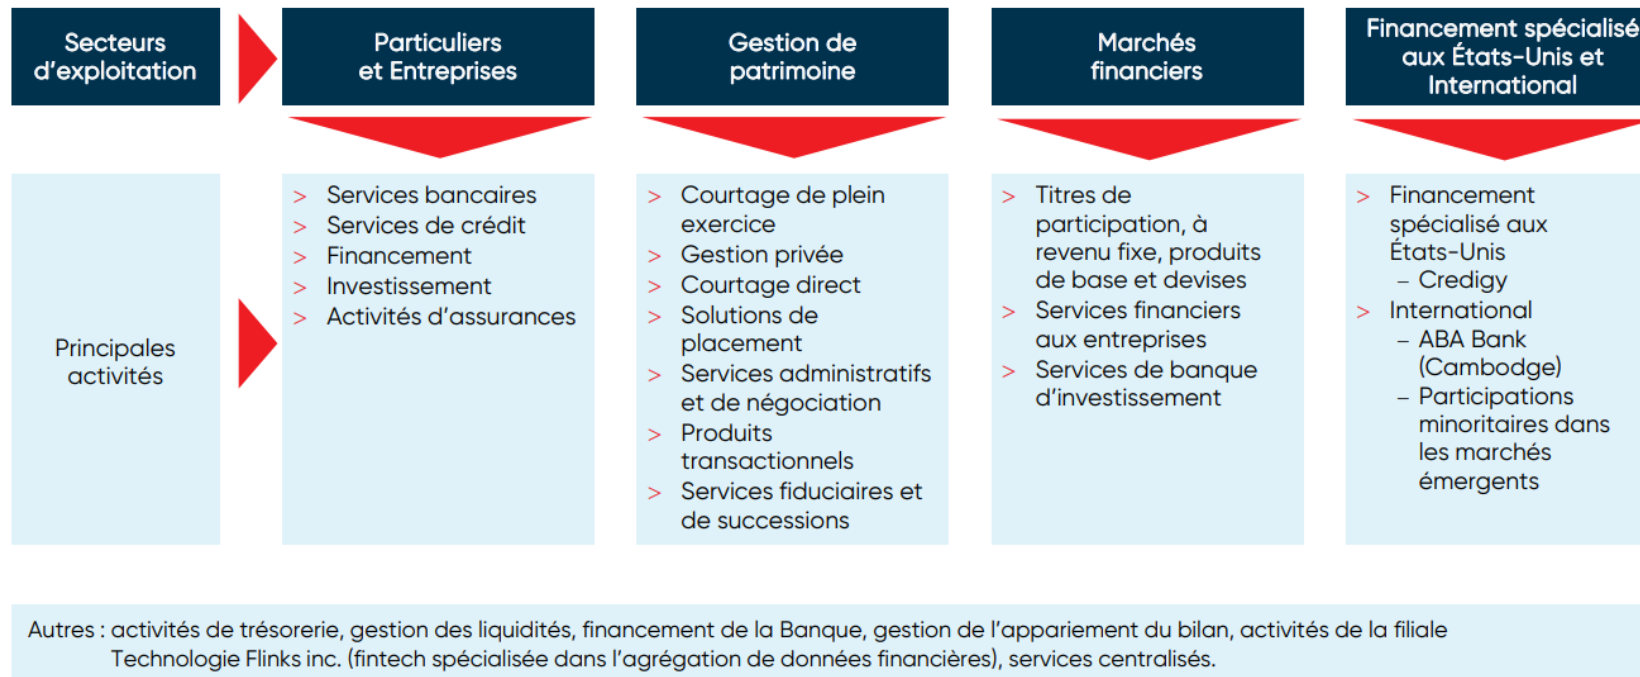 Secteurs
d'exploitation
Particuliers
et Entreprises
Gestion de
patrimoine
Marchés
financiers
Financement spécialisé
aux États-Unis et
International
Principales
activités
> Services bancaires
> Services de crédit
> Financement
> Investissement
> Activités d'assurances
> Courtage de plein
exercice
> Gestion privée
> Courtage direct
> Solutions de
placement
> Services administratifs
et de négociation
> Produits
transactionnels
> Services fiduciaires et
de successions
> Titres de
participation, à
revenu fixe, produits
de base et devises
> Services financiers
aux entreprises
> Services de banque
d'investissement
> Financement
spécialisé aux
États-Unis
– Credigy
> International
– ABA Bank
(Cambodge)
– Participations
minoritaires dans
les marchés
émergents
Autres : activités de trésorerie, gestion des liquidités, financement de la Banque, gestion de l'appariement du bilan, activités de la filiale
Technologie Flinks inc. (fintech spécialisée dans l'agrégation de données financières), services centralisés.